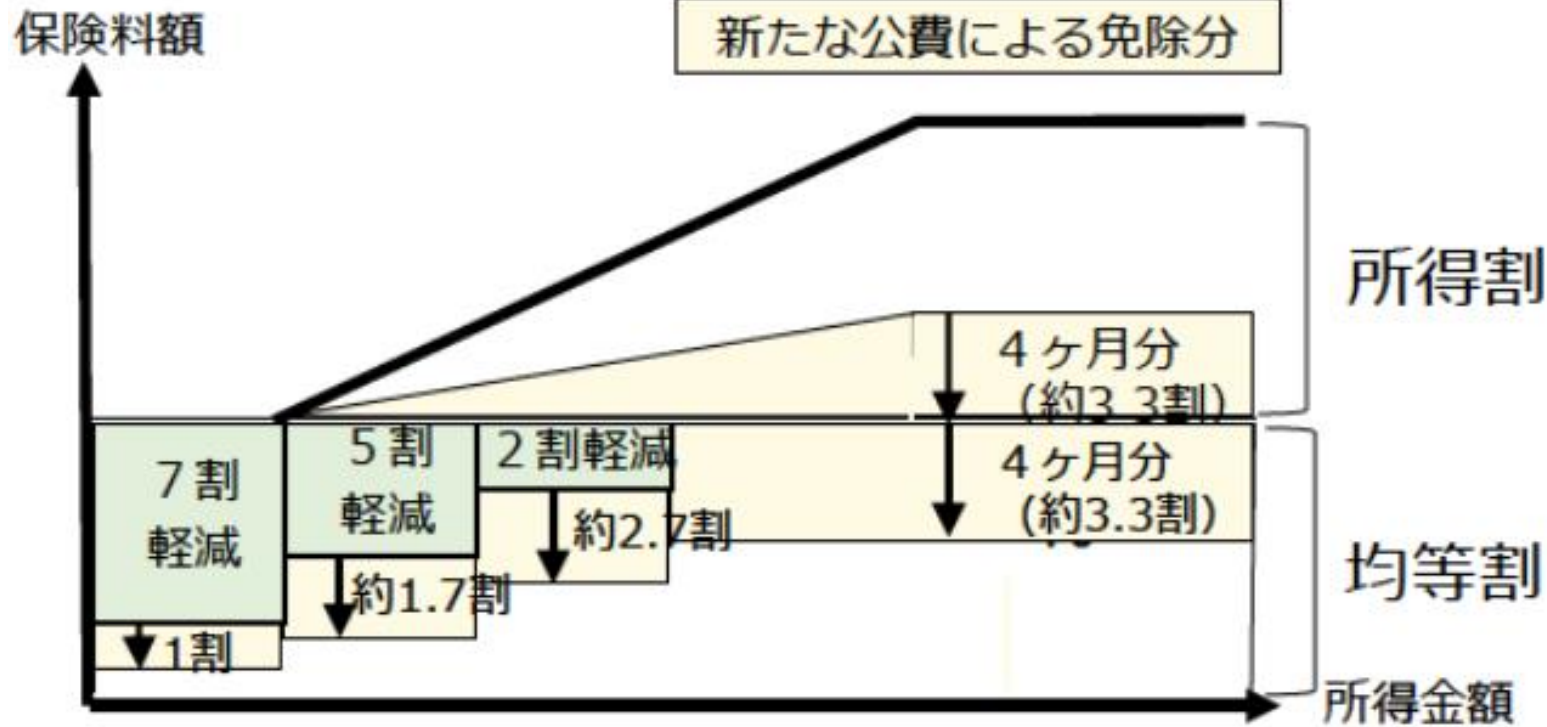 保険料額
新たな公費による免除分
所得割
4ヶ月分
(約3.3割)
7割
軽減
5割
軽減
2割軽減
4ヶ月分
(約3.3割)
約2.7割
約1.7割
1割
均等割
所得金額